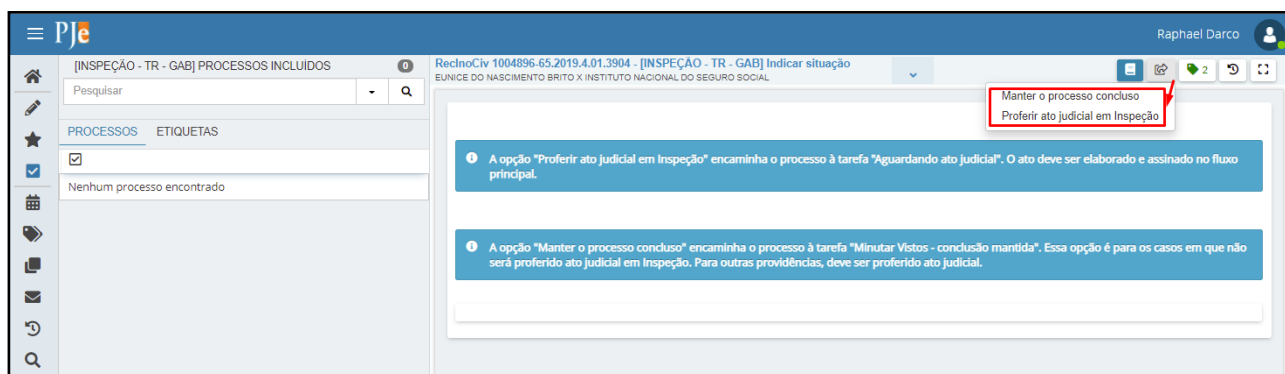 PJe
Raphael Darco
[INSPEÇÃO - TR - GAB] PROCESSOS INCLUÍDOS 0
Pesquisar
PROCESSOS ETIQUETAS
Nenhum processo encontrado
RecInoCiv 1004896-65.2019.4.01.3904 - [INSPEÇÃO - TR - GAB] Indicar situação
EUNICE DO NASCIMENTO BRITO X INSTITUTO NACIONAL DO SEGURO SOCIAL
2
Manter o processo concluso
Proferir ato judicial em Inspeção
A opção "Proferir ato judicial em Inspeção" encaminha o processo à tarefa "Aguardando ato judicial". O ato deve ser elaborado e assinado no fluxo
principal.
A opção "Manter o processo concluso" encaminha o processo à tarefa "Minutar Vistos - conclusão mantida". Essa opção é para os casos em que não
será proferido ato judicial em Inspeção. Para outras providências, deve ser proferido ato judicial.